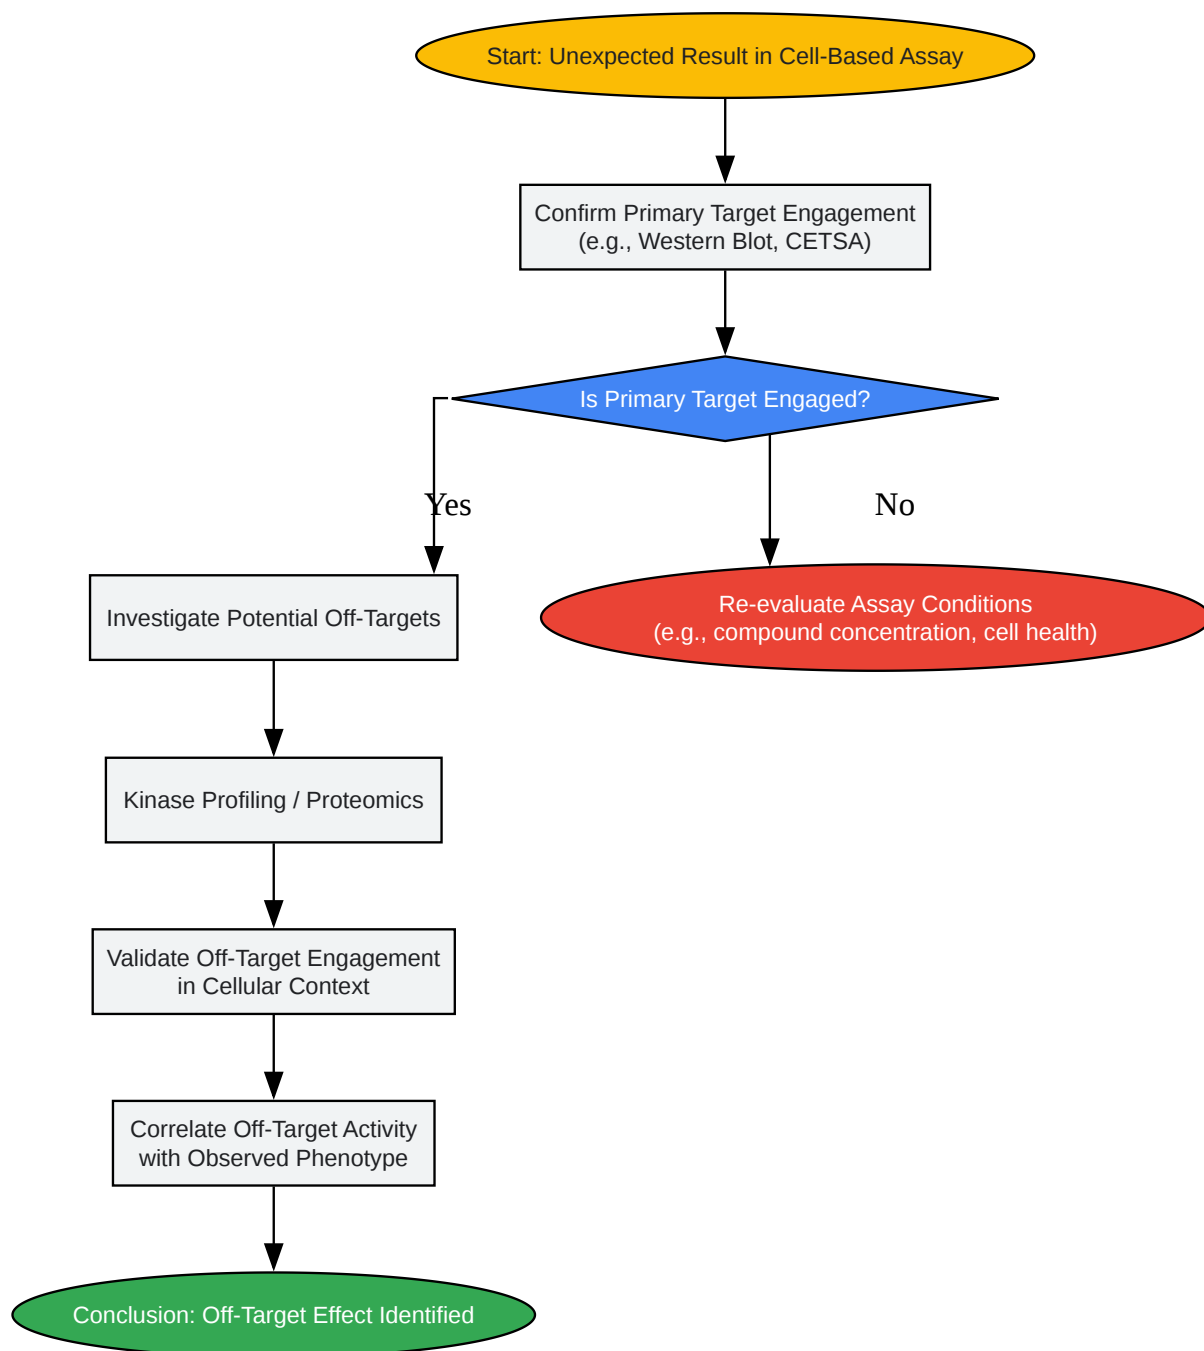 Start: Unexpected Result in Cell-Based Assay
Confirm Primary Target Engagement
(e.g., Western Blot, CETSA)
Is Primary Target Engaged?
Yes
No
Investigate Potential Off-Targets
Re-evaluate Assay Conditions
(e.g., compound concentration, cell health)
Kinase Profiling / Proteomics
Validate Off-Target Engagement
in Cellular Context
Correlate Off-Target Activity
with Observed Phenotype
Conclusion: Off-Target Effect Identified